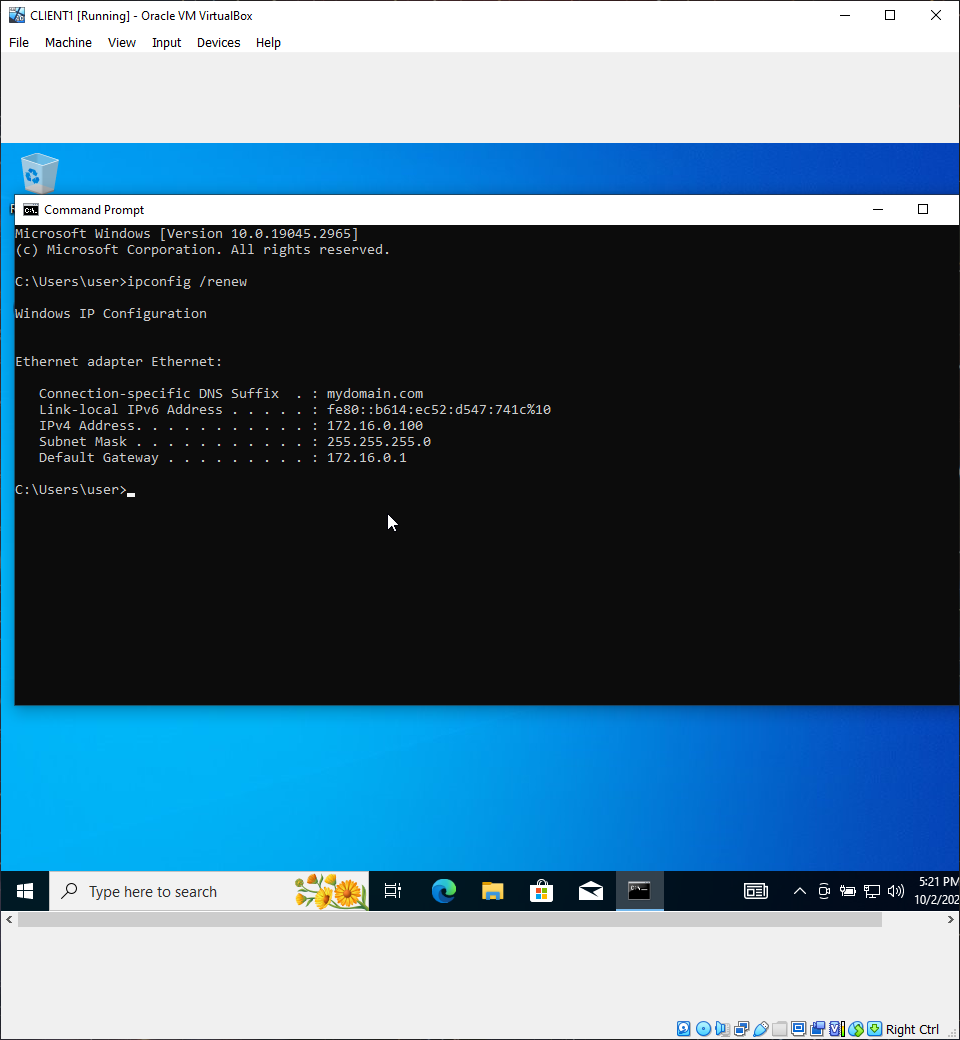 CLIENT1 [Running] - Oracle VM VirtualBox
File Machine View Input Devices Help
Command Prompt
Microsoft Windows [Version 10.0.19045.2965]
(c) Microsoft Corporation. All rights reserved.
C:\Users\user>ipconfig /renew
Windows IP Configuration
Ethernet adapter Ethernet:
Connection-specific DNS Suffix . : mydomain.com
Link-local IPv6 Address . . . . . : fe80::b614:ec52:d547:741c%10
IPv4 Address. . . . . . . . . . . : 172.16.0.100
Subnet Mask . . . . . . . . . . . : 255.255.255.0
Default Gateway . . . . . . . . . : 172.16.0.1
C:\Users\user>
Type here to search
5:21 PM
10/2/202
Right Ctrl